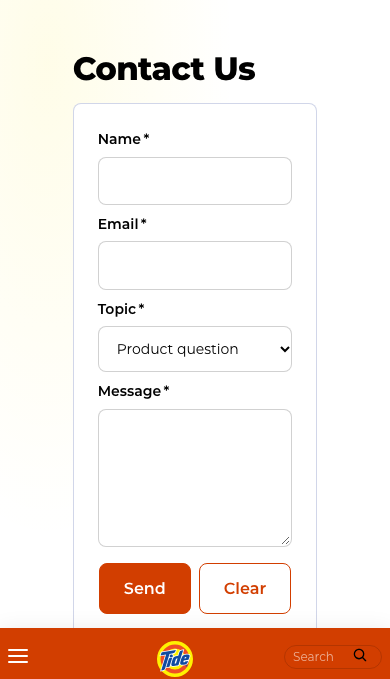 Contact Us
Name *
Email *
Topic *
Product question
Message *
Send
Clear
Tide
Search